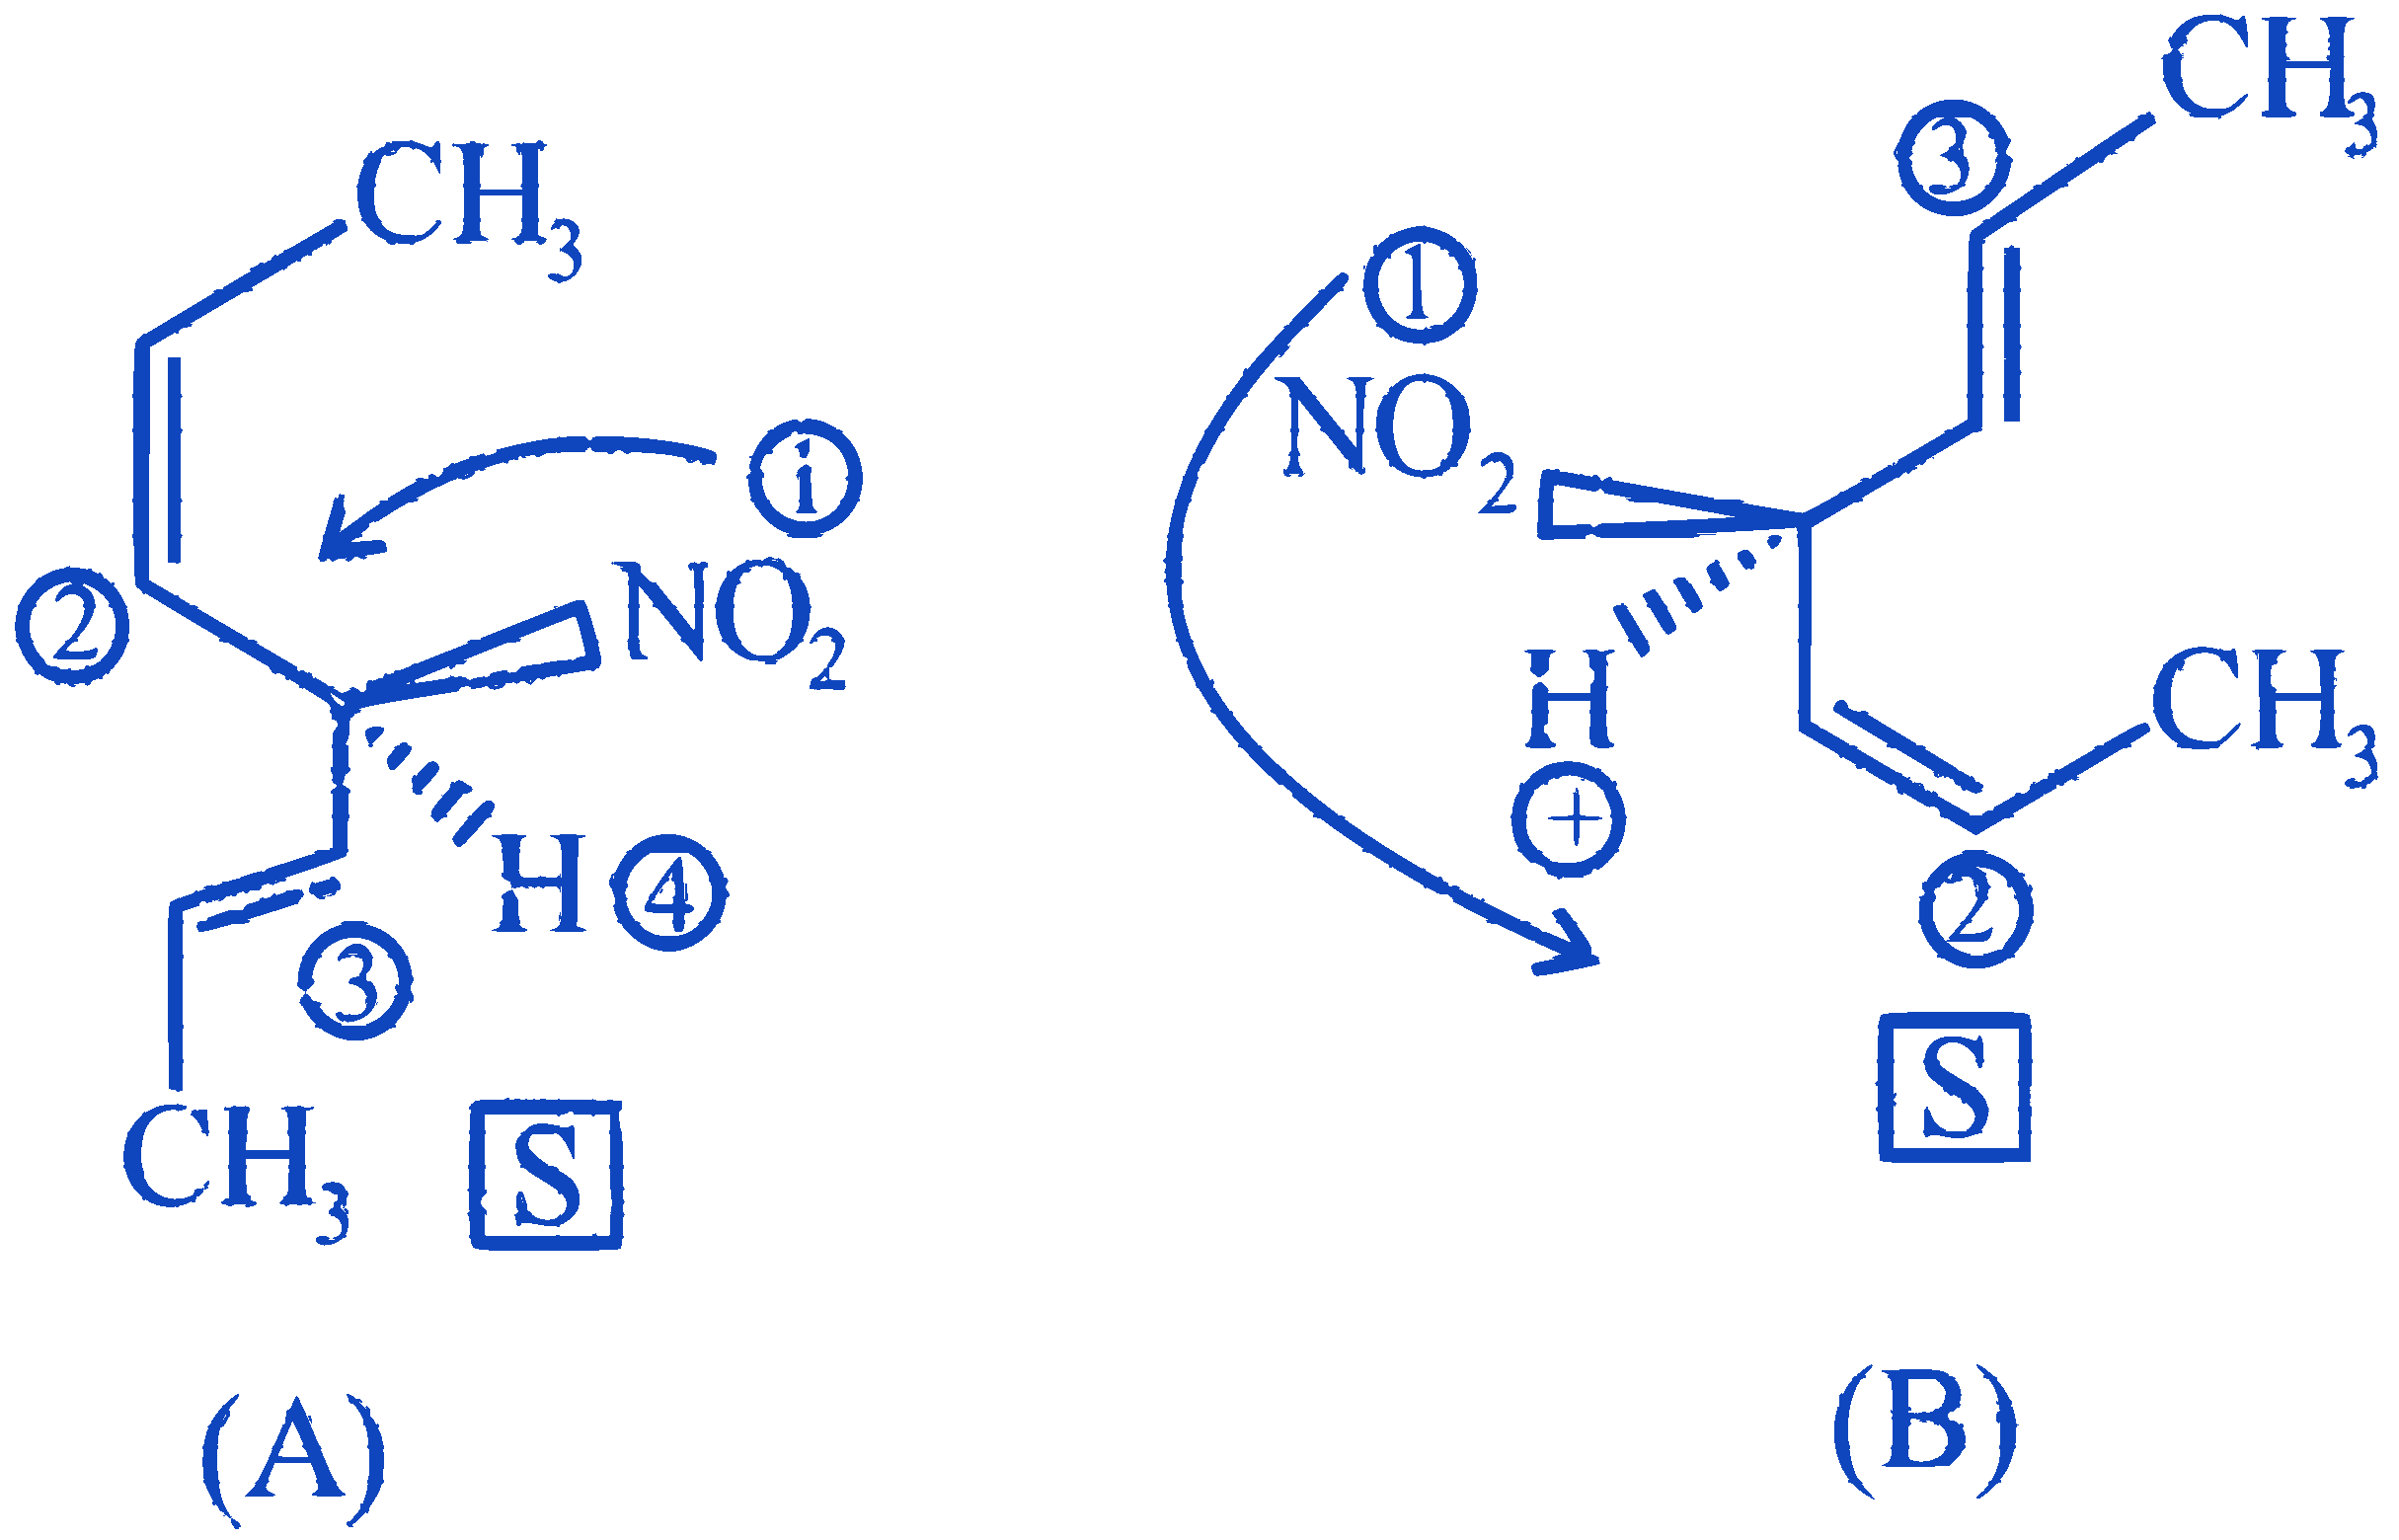 CH₃
③
CH₃
①
① 
NO₂
② NO₂
H
CH₃
⊕
H ④
②
③
S
CH₃
S
(A)
(B)